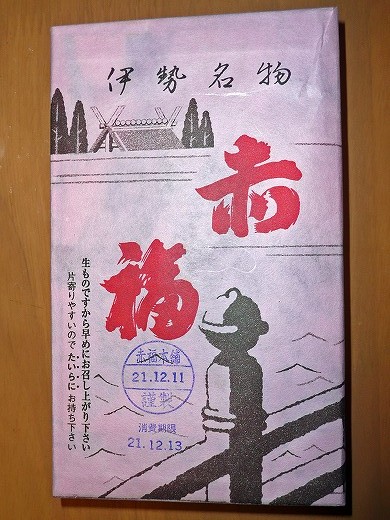 伊勢名物
赤福
生ものですから早めにお召し上がり下さい
片寄りやすいのでたいらにお持ち下さい
赤福本舗
21.12.11
謹製
消費期限
21.12.13